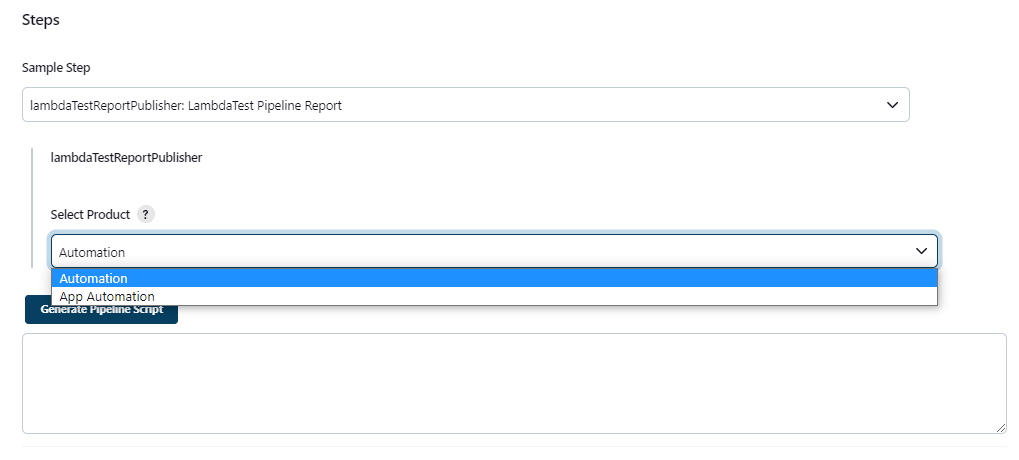 Steps
Sample Step
lambdaTestReportPublisher: LambdaTest Pipeline Report
lambdaTestReportPublisher
Select Product ?
Automation
Automation
App Automation
Generate Pipeline Script